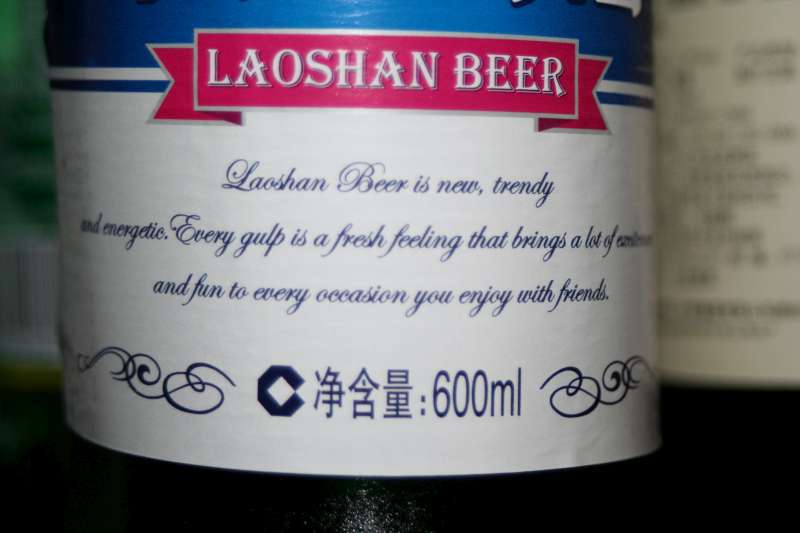 LAOSHAN BEER
Laoshan Beer is new, trendy
and energetic. Every gulp is a fresh feeling that brings a lot of
and fun to every occasion you enjoy with friends.
净含量:600ml